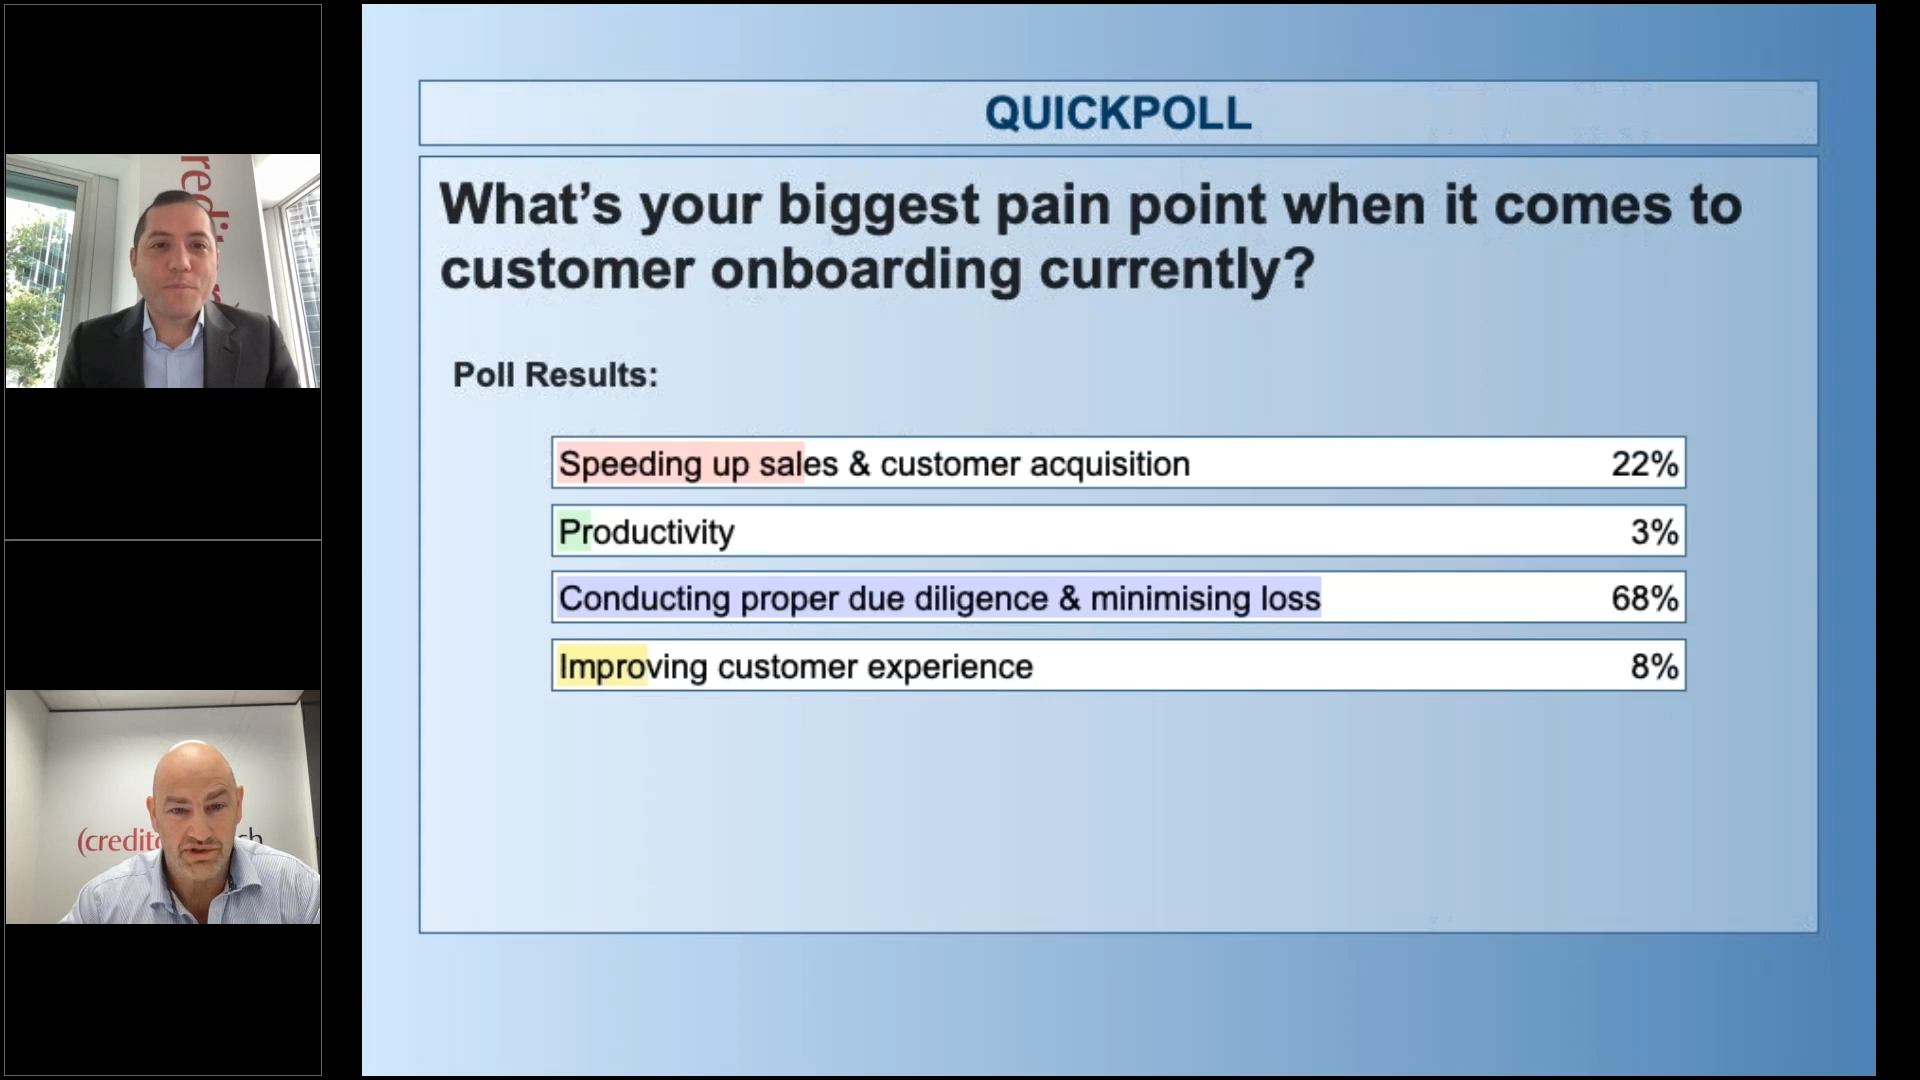 QUICKPOLL
What's your biggest pain point when it comes to
customer onboarding currently?
Poll Results:
Speeding up sales & customer acquisition 22%
Productivity 3%
Conducting proper due diligence & minimising loss 68%
Improving customer experience 8%